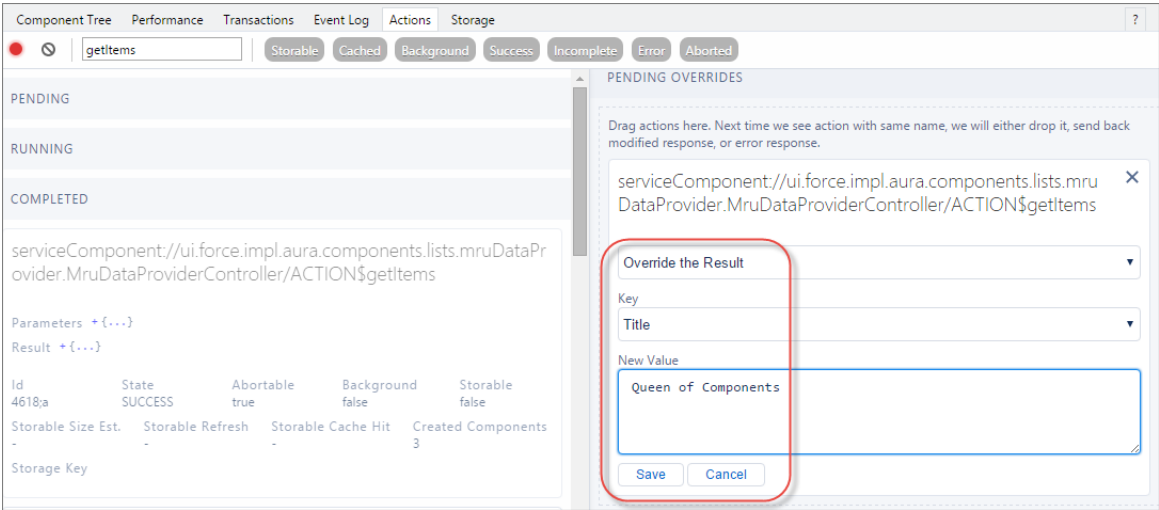 Component Tree Performance Transactions Event Log Actions Storage ?
getItems Storable Cached Background Success Incomplete Error Aborted
PENDING
RUNNING
COMPLETED
serviceComponent://ui.force.impl.aura.components.lists.mruDataPr
ovider.MruDataProviderController/ACTION$getItems
Parameters +{...}
Result +{...}
Id State Abortable Background Storable
4618;a SUCCESS true false false
Storable Size Est. Storable Refresh Storable Cache Hit Created Components
- - - 3
Storage Key
PENDING OVERRIDES
Drag actions here. Next time we see action with same name, we will either drop it, send back
modified response, or error response.
serviceComponent://ui.force.impl.aura.components.lists.mru
DataProvider.MruDataProviderController/ACTION$getItems
Override the Result
Key
Title
New Value
Queen of Components
Save Cancel